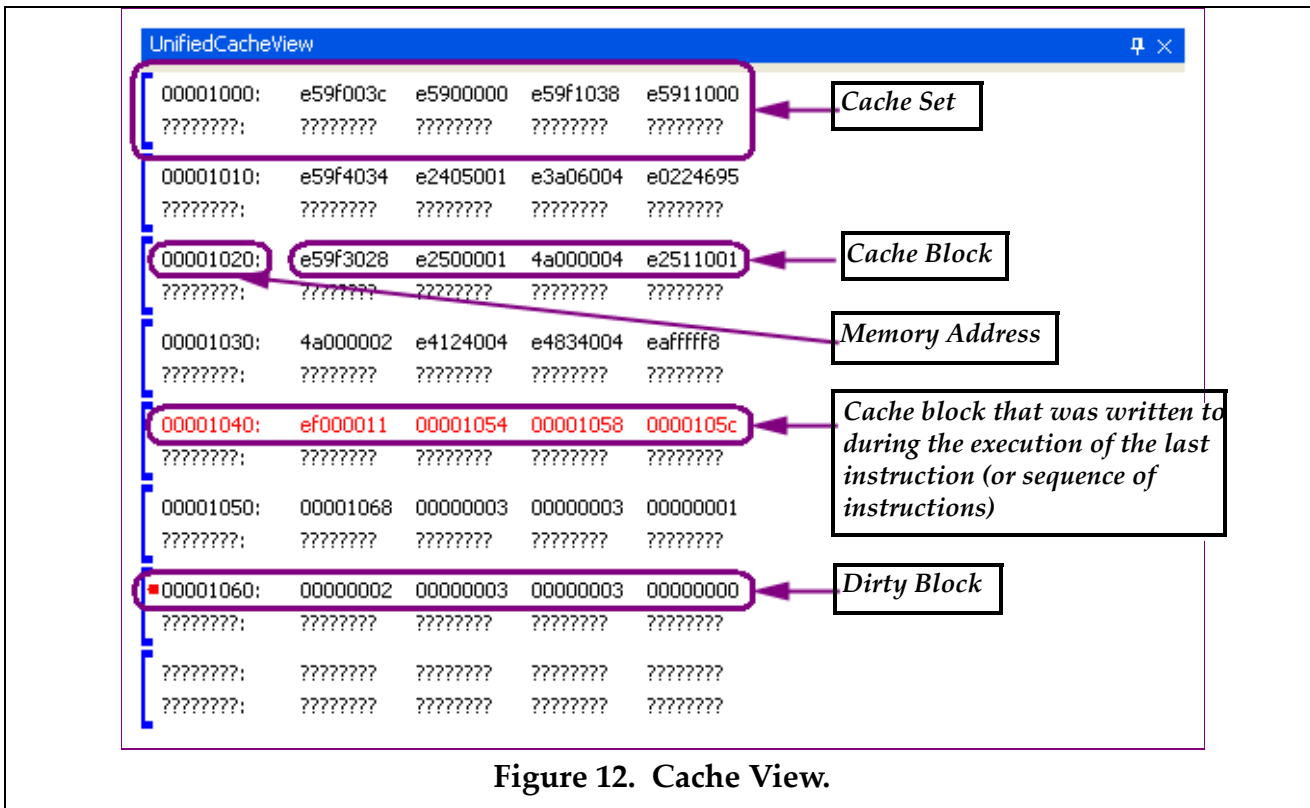 UnifiedCacheView
00001000: e59f003c e5900000 e59f1038 e5911000
????????: ???????? ???????? ???????? ????????
Cache Set
00001010: e59f4034 e2405001 e3a06004 e0224695
????????: ???????? ???????? ???????? ????????
00001020: e59f3028 e2500001 4a000004 e2511001
????????: ???????? ???????? ???????? ????????
Cache Block
00001030: 4a000002 e4124004 e4834004 eafffff8
????????: ???????? ???????? ???????? ????????
Memory Address
00001040: ef000011 00001054 00001058 0000105c
????????: ???????? ???????? ???????? ????????
Cache block that was written to
during the execution of the last
instruction (or sequence of
instructions)
00001050: 00001068 00000003 00000003 00000001
????????: ???????? ???????? ???????? ????????
00001060: 00000002 00000003 00000003 00000000
????????: ???????? ???????? ???????? ????????
Dirty Block
????????: ???????? ???????? ???????? ????????
????????: ???????? ???????? ???????? ????????
Figure 12. Cache View.